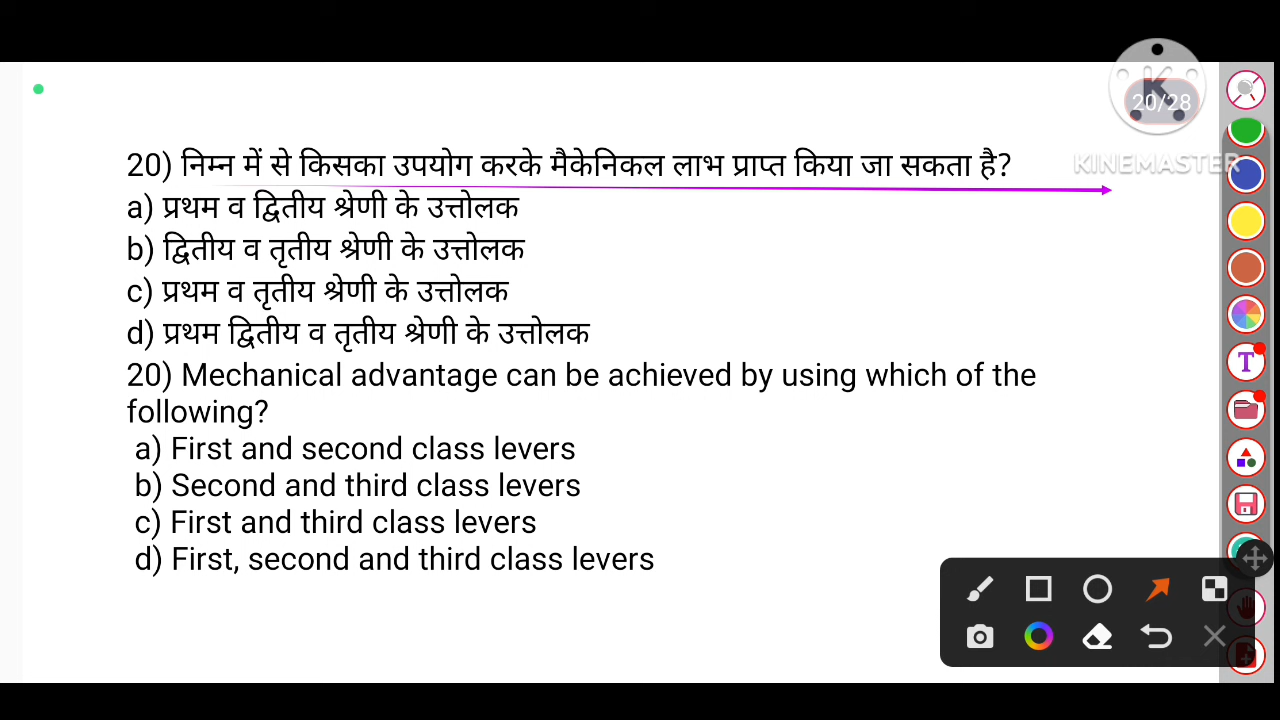 20/28
KINEMASTER
20) निम्न में से किसका उपयोग करके मैकेनिकल लाभ प्राप्त किया जा सकता है?
a) प्रथम व द्वितीय श्रेणी के उत्तोलक
b) द्वितीय व तृतीय श्रेणी के उत्तोलक
c) प्रथम व तृतीय श्रेणी के उत्तोलक
d) प्रथम द्वितीय व तृतीय श्रेणी के उत्तोलक
20) Mechanical advantage can be achieved by using which of the
following?
a) First and second class levers
b) Second and third class levers
c) First and third class levers
d) First, second and third class levers
T